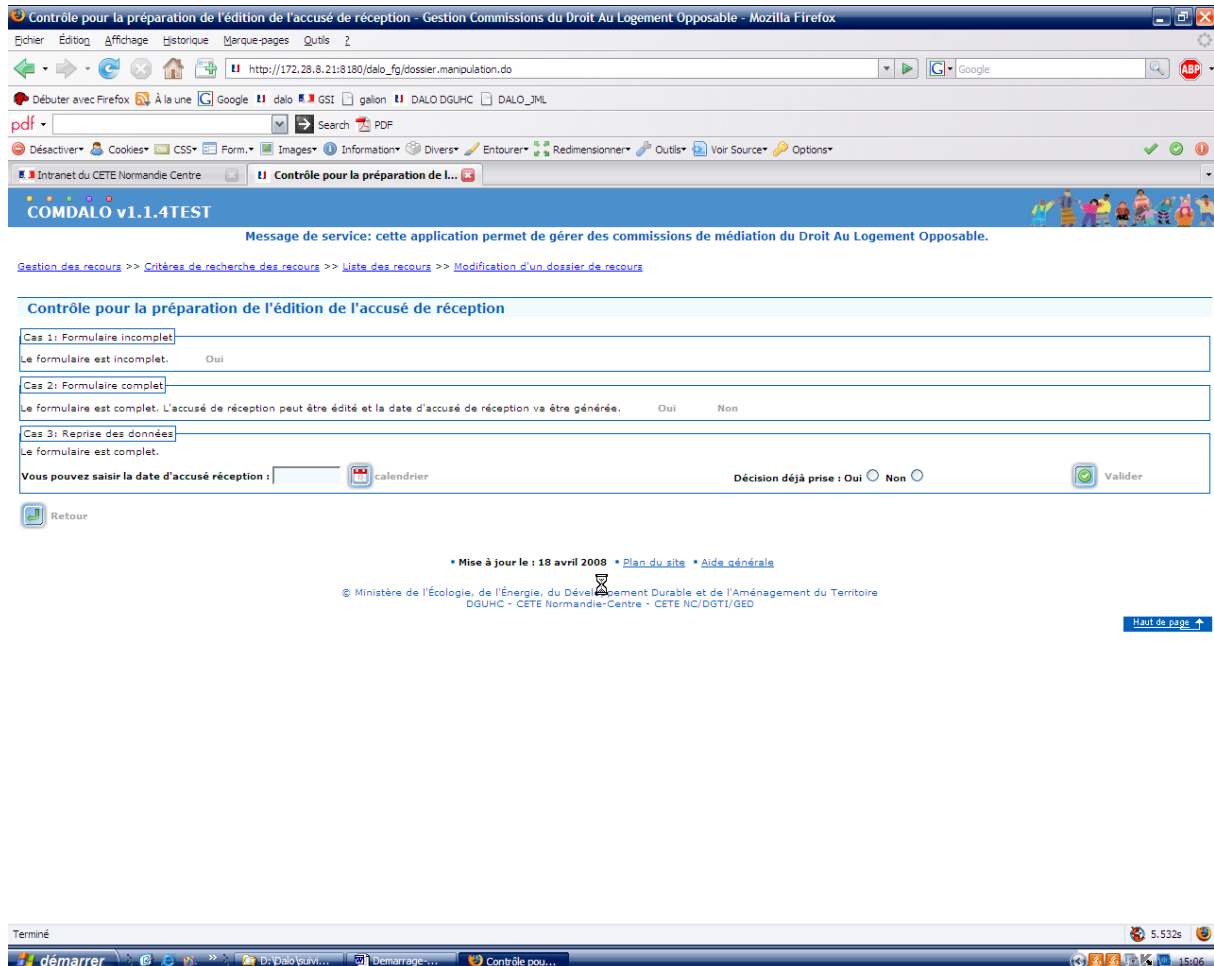 Contrôle pour la préparation de l'édition de l'accusé de réception - Gestion Commissions du Droit Au Logement Opposable - Mozilla Firefox
Fichier Édition Affichage Historique Marque-pages Outils ?
http://172.28.8.21:8180/dalo_fg/dossier.manipulation.do G Google ABP
Débuter avec Firefox À la une Google dalo GSI galion DALO DGUHC DALO_JML
pdf Search PDF
Désactiver Cookies CSS Form. Images Information Divers Entourer Redimensionner Outils Voir Source Options
Intranet du CETE Normandie Centre Contrôle pour la préparation de l...
COMDALO v1.1.4TEST
Message de service: cette application permet de gérer des commissions de médiation du Droit Au Logement Opposable.
Gestion des recours >> Critères de recherche des recours >> Liste des recours >> Modification d'un dossier de recours
Contrôle pour la préparation de l'édition de l'accusé de réception
Cas 1: Formulaire incomplet
Le formulaire est incomplet. Oui
Cas 2: Formulaire complet
Le formulaire est complet. L'accusé de réception peut être édité et la date d'accusé de réception va être générée. Oui Non
Cas 3: Reprise des données
Le formulaire est complet.
Vous pouvez saisir la date d'accusé réception : calendrier Décision déjà prise : Oui Non Valider
Retour
Mise à jour le : 18 avril 2008 Plan du site Aide générale
© Ministère de l'Écologie, de l'Énergie, du Développement Durable et de l'Aménagement du Territoire
DGUHC - CETE Normandie-Centre - CETE NC/DGTI/GED
Haut de page
Terminé 5.532s
démarrer D:\Dalo\suivi... Demarrage-... Contrôle pou... 15:06